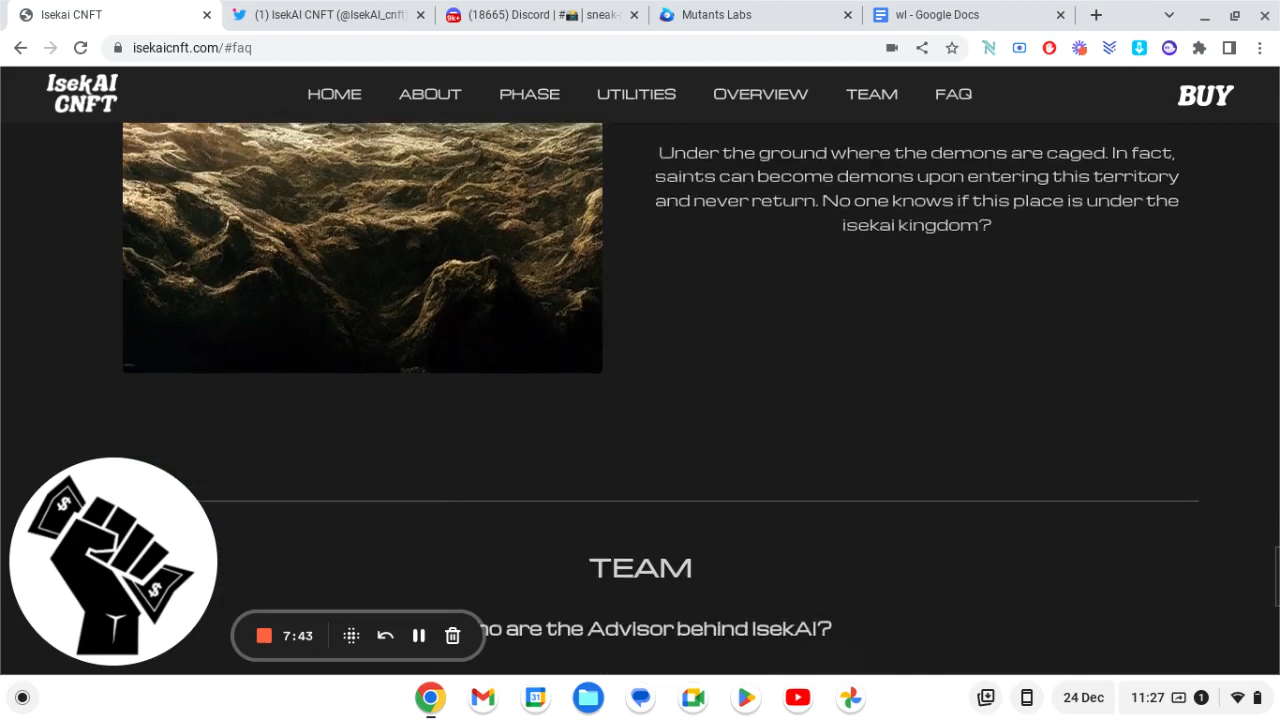 Isekai CNFT
(1) IsekAI CNFT (@IsekAI_cnft)
9k+
(18665) Discord | # | sneak-
Mutants Labs
wl - Google Docs
isekaicnft.com/#faq
IsekAI
CNFT
HOME
ABOUT
PHASE
UTILITIES
OVERVIEW
TEAM
FAQ
BUY
Under the ground where the demons are caged. In fact,
saints can become demons upon entering this territory
and never return. No one knows if this place is under the
isekai kingdom?
$
$
TEAM
ho are the Advisor behind IsekAI?
7:43
31
24 Dec
11:27
1